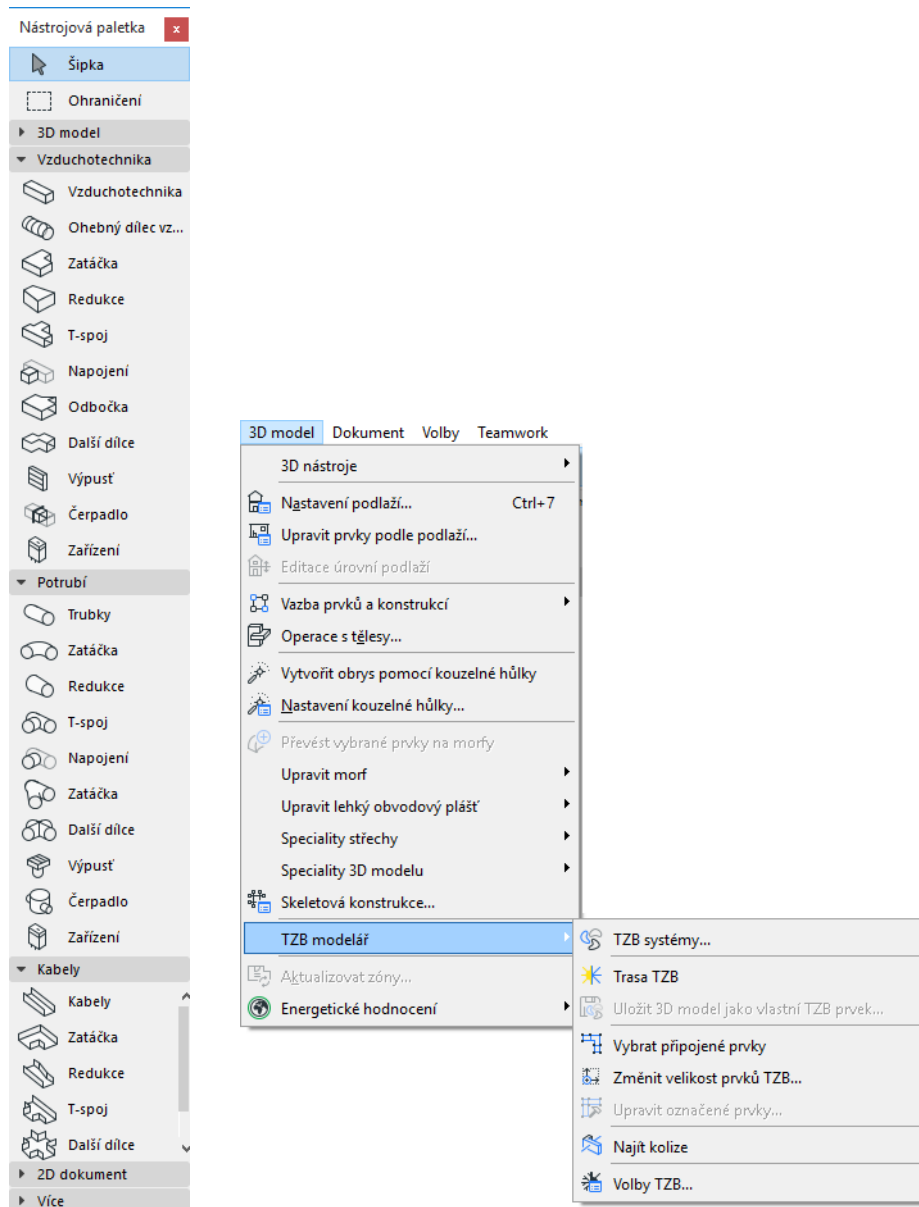 Nástrojová paletka
x
Šipka
Ohraničení
3D model
Vzduchotechnika
Vzduchotechnika
Ohebný dílec vz...
Zatáčka
Redukce
T-spoj
Napojení
Odbočka
Další dílce
Výpusť
Čerpadlo
Zařízení
Potrubí
Trubky
Zatáčka
Redukce
T-spoj
Napojení
Zatáčka
Další dílce
Výpusť
Čerpadlo
Zařízení
Kabely
Kabely
Zatáčka
Redukce
T-spoj
Další dílce
2D dokument
Více
3D model Dokument Volby Teamwork
3D nástroje
Nastavení podlaží... Ctrl+7
Upravit prvky podle podlaží...
Editace úrovní podlaží
Vazba prvků a konstrukcí
Operace s tělesy...
Vytvořit obrys pomocí kouzelné hůlky
Nastavení kouzelné hůlky...
Převést vybrané prvky na morfy
Upravit morf
Upravit lehký obvodový plášť
Speciality střechy
Speciality 3D modelu
Skeletová konstrukce...
TZB modelář
Aktualizovat zóny...
Energetické hodnocení
TZB systémy...
Trasa TZB
Uložit 3D model jako vlastní TZB prvek...
Vybrat připojené prvky
Změnit velikost prvků TZB...
Upravit označené prvky...
Najít kolize
Volby TZB...